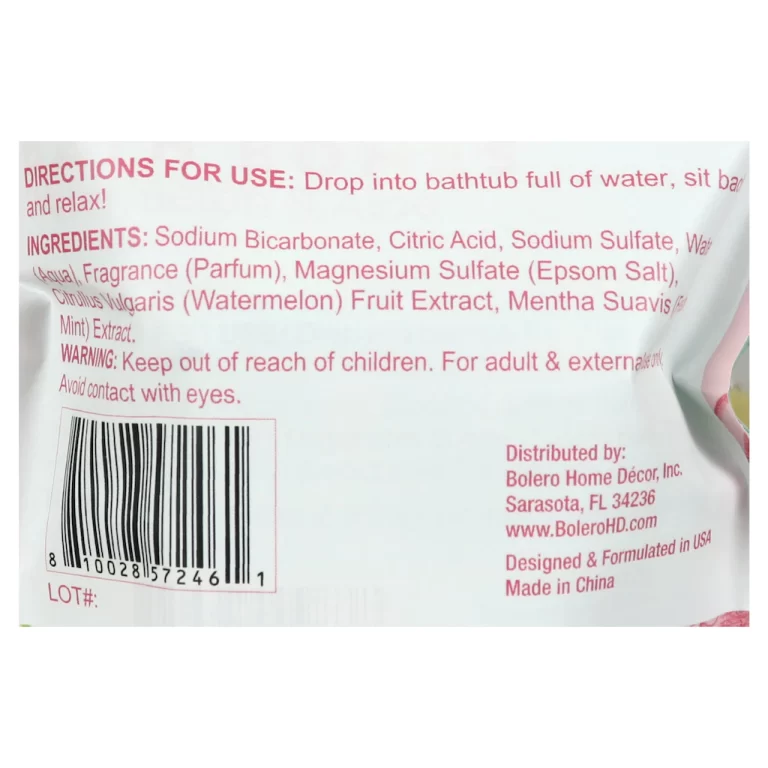 DIRECTIONS FOR USE: Drop into bathtub full of water, sit
and relax!
INGREDIENTS: Sodium Bicarbonate, Citric Acid, Sodium Sulfate,
(Aqua), Fragrance (Parfum), Magnesium Sulfate (Epsom Salt),
Citrullus Vulgaris (Watermelon) Fruit Extract, Mentha Suavis
Mint) Extract.
WARNING: Keep out of reach of children. For adult & external
Avoid contact with eyes.
8 10028 57246 1
LOT#:
Distributed by:
Bolero Home Décor, Inc.
Sarasota, FL 34236
www.BoleroHD.com
Designed & Formulated in USA
Made in China